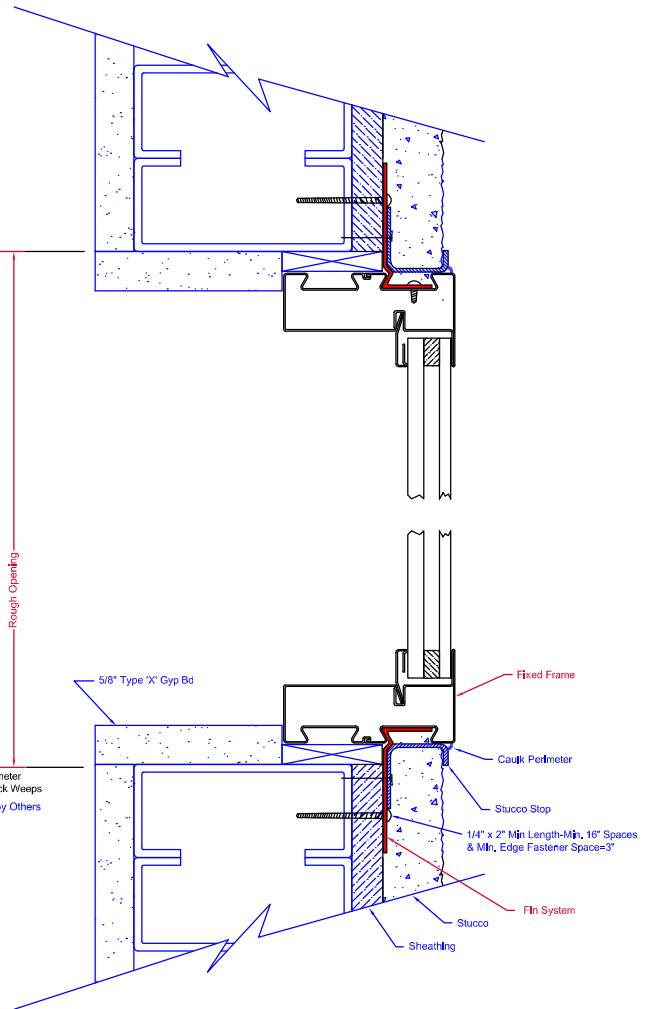 Rough Opening
5/8" Type 'X' Gyp Bd
Fixed Frame
Caulk Perimeter
Stucco Stop
1/4" x 2" Min Length-Min. 16" Spaces
& Min. Edge Fastener Space=3"
Fin System
Stucco
Sheathing
meter
ck Weeps
by Others